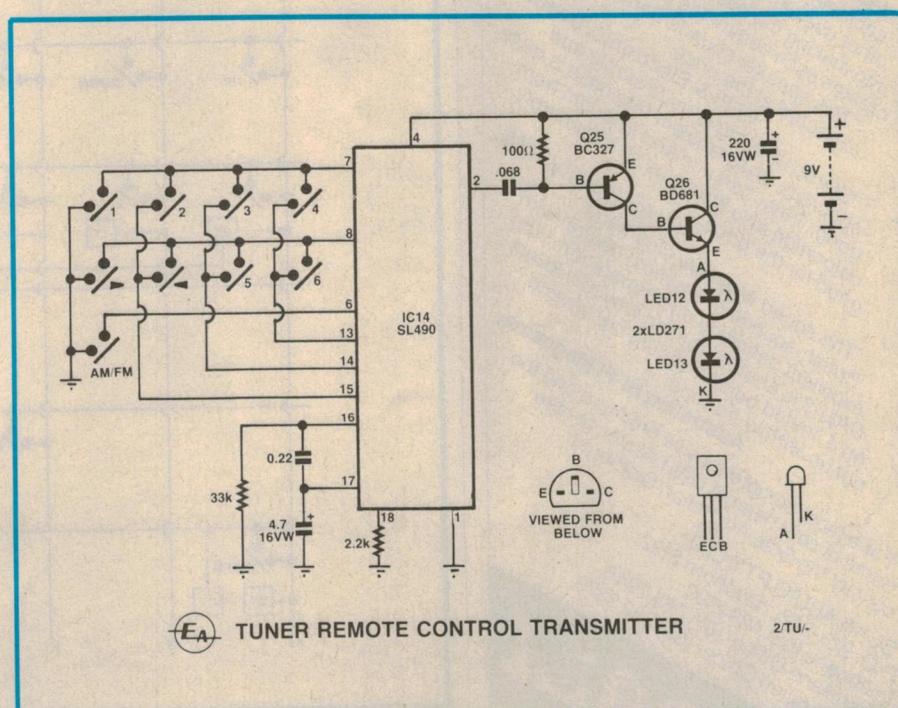 4
Q25
BC327
220
16VW
+
-
+
9V
-
100Ω
7
2
.068
B
E
C
Q26
BD681
B
C
E
1
2
3
4
8
5
6
IC14
SL490
6
13
14
15
16
17
AM/FM
A
LED12
λ
2xLD271
LED13
λ
K
0.22
33k
4.7
16VW
+
18
1
2.2k
B
E
C
VIEWED FROM
BELOW
ECB
A
K
EA TUNER REMOTE CONTROL TRANSMITTER
2/TU/-